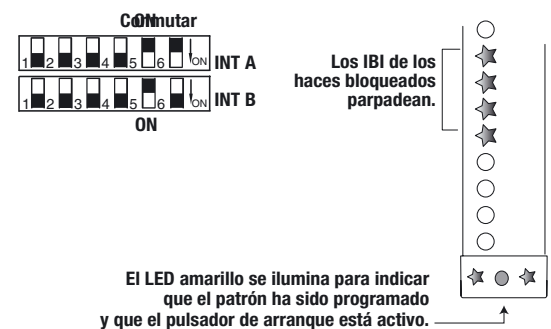 Conmutar ON
1 2 3 4 5 6 ON INT A
1 2 3 4 5 6 ON INT B
ON
Los IBI de los
haces bloqueados
parpadean.
El LED amarillo se ilumina para indicar
que el patrón ha sido programado
y que el pulsador de arranque está activo.